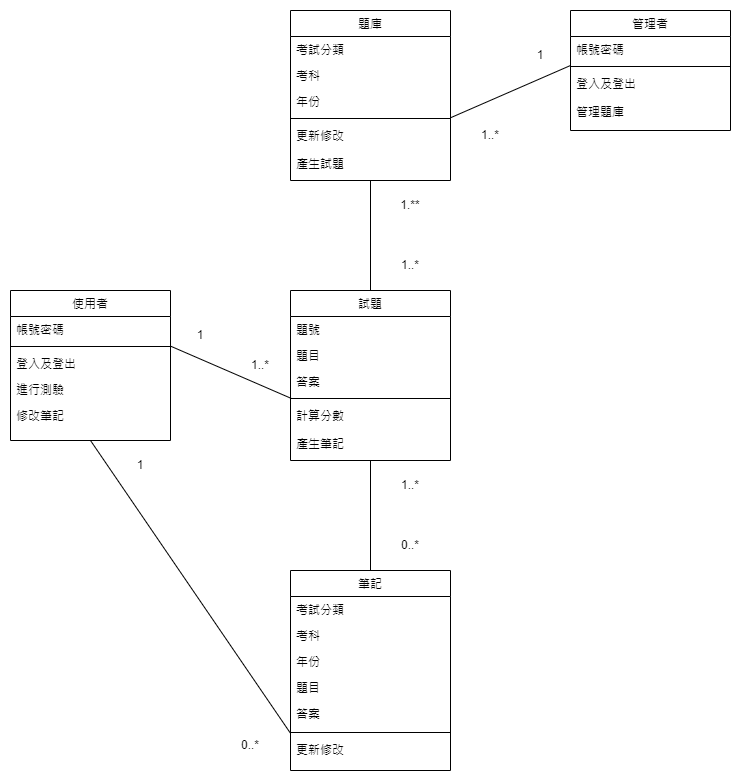 題庫
考試分類
考科
年份
更新修改
產生試題
管理者
帳號密碼
登入及登出
管理題庫
1
1..*
1.**
1..*
使用者
帳號密碼
登入及登出
進行測驗
修改筆記
1
1..*
試題
題號
題目
答案
計算分數
產生筆記
1
1..*
0..*
筆記
考試分類
考科
年份
題目
答案
更新修改
0..*